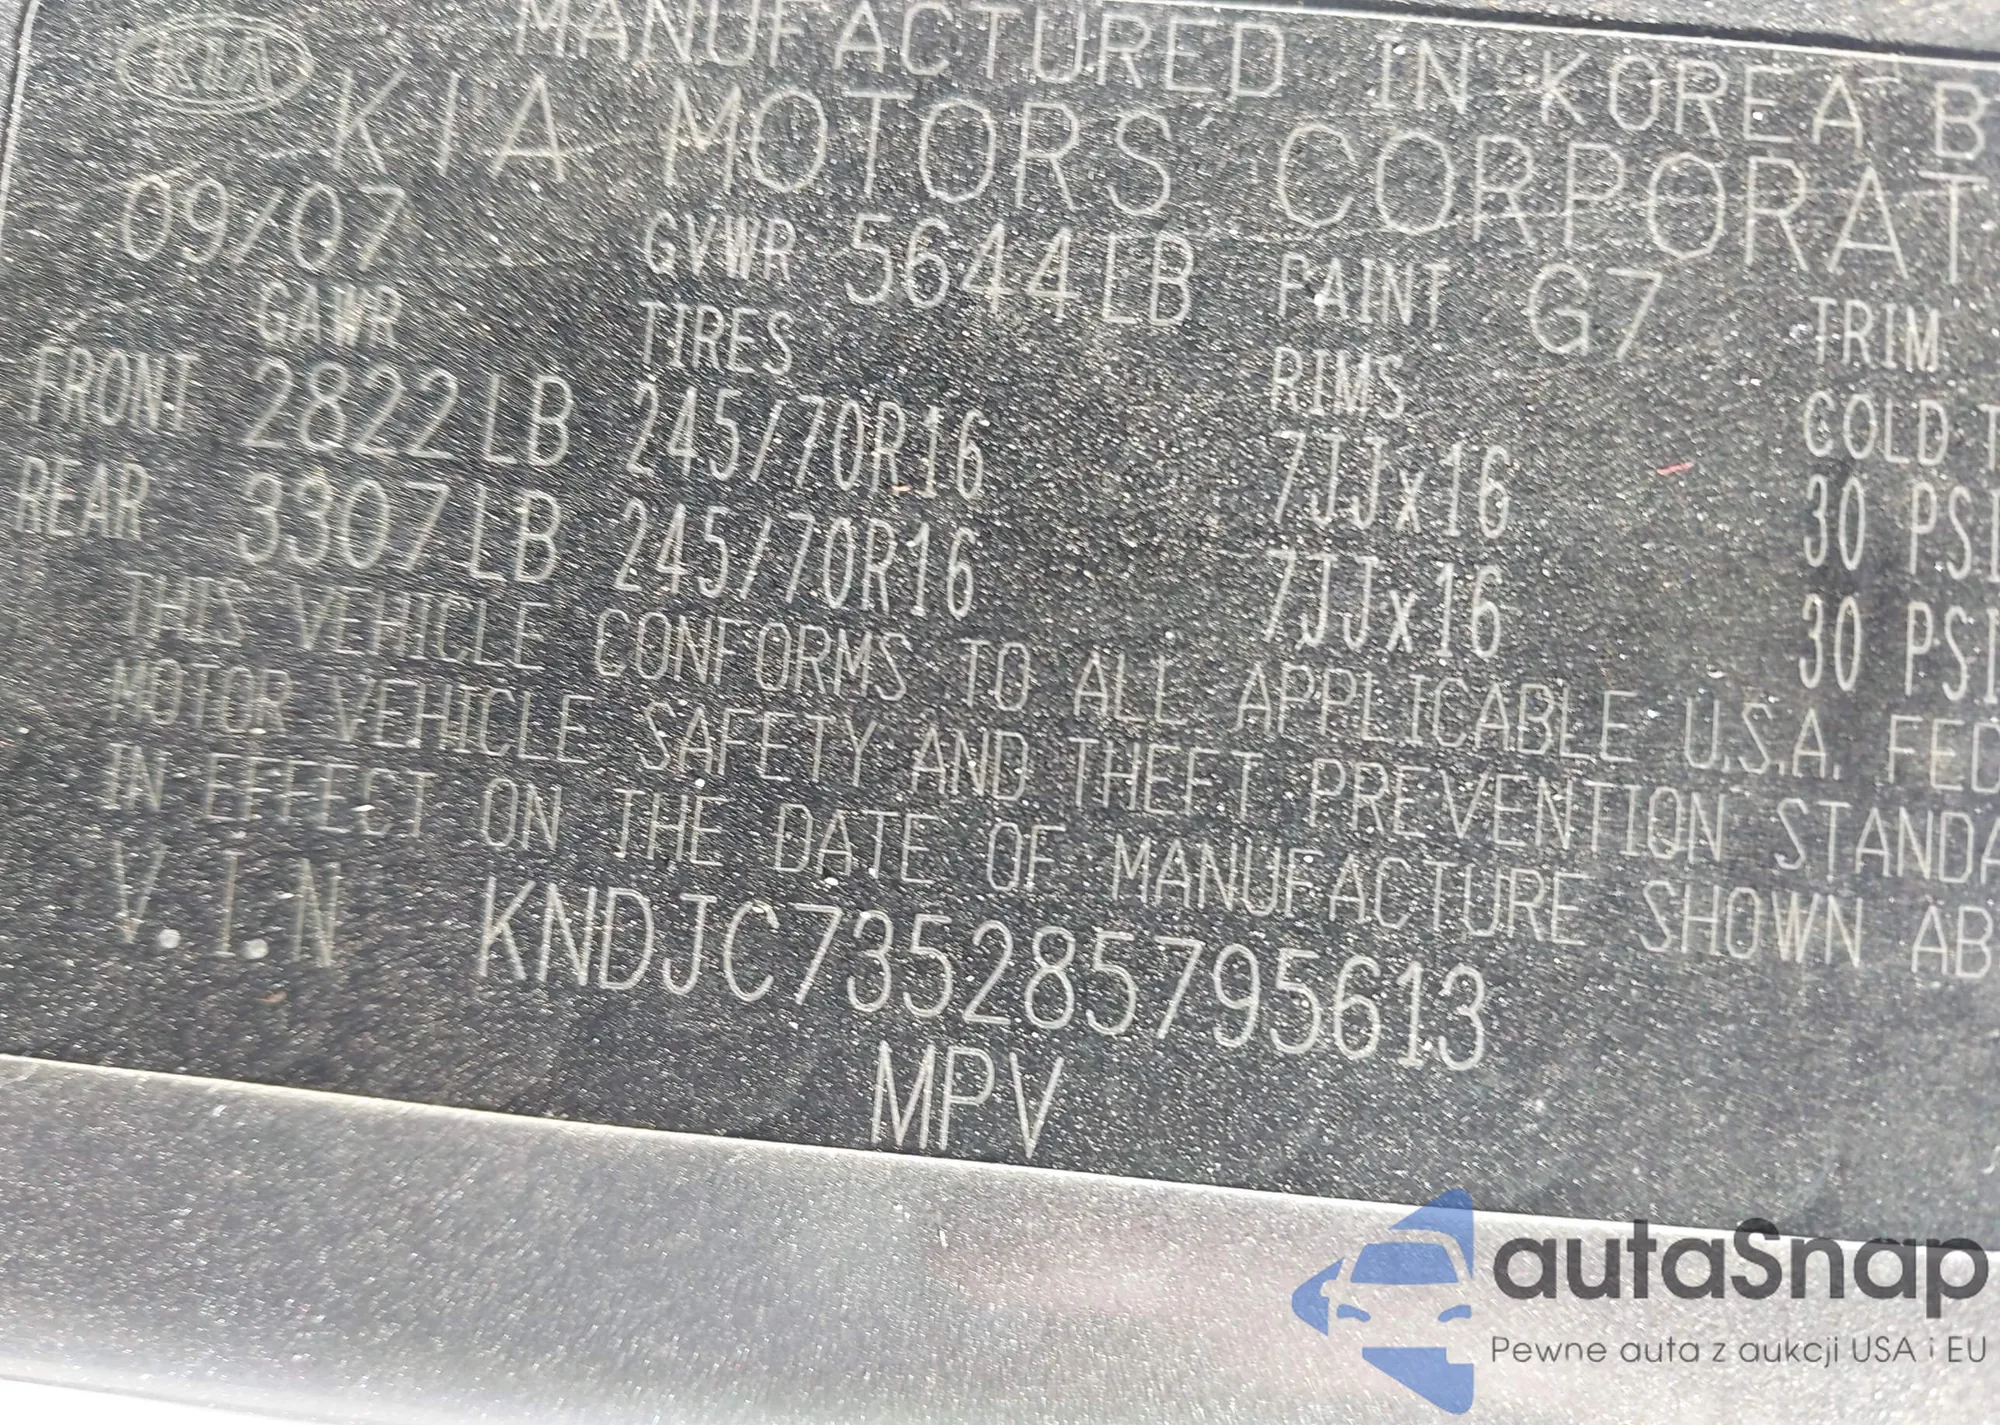 KIA
MANUFACTURED IN KOREA B
KIA MOTORS CORPORAT
09/07 GVWR 5644LB PAINT G7 TRIM
GAWR TIRES RIMS COLD T
FRONT 2822LB 245/70R16 7JJx16 30 PSI
REAR 3307LB 245/70R16 7JJx16 30 PSI
THIS VEHICLE CONFORMS TO ALL APPLICABLE U.S.A. FED
MOTOR VEHICLE SAFETY AND THEFT PREVENTION STANDA
IN EFFECT ON THE DATE OF MANUFACTURE SHOWN AB
V.I.N KNDJC735285795613
MPV
autaSnap
Pewne auta z aukcji USA i EU